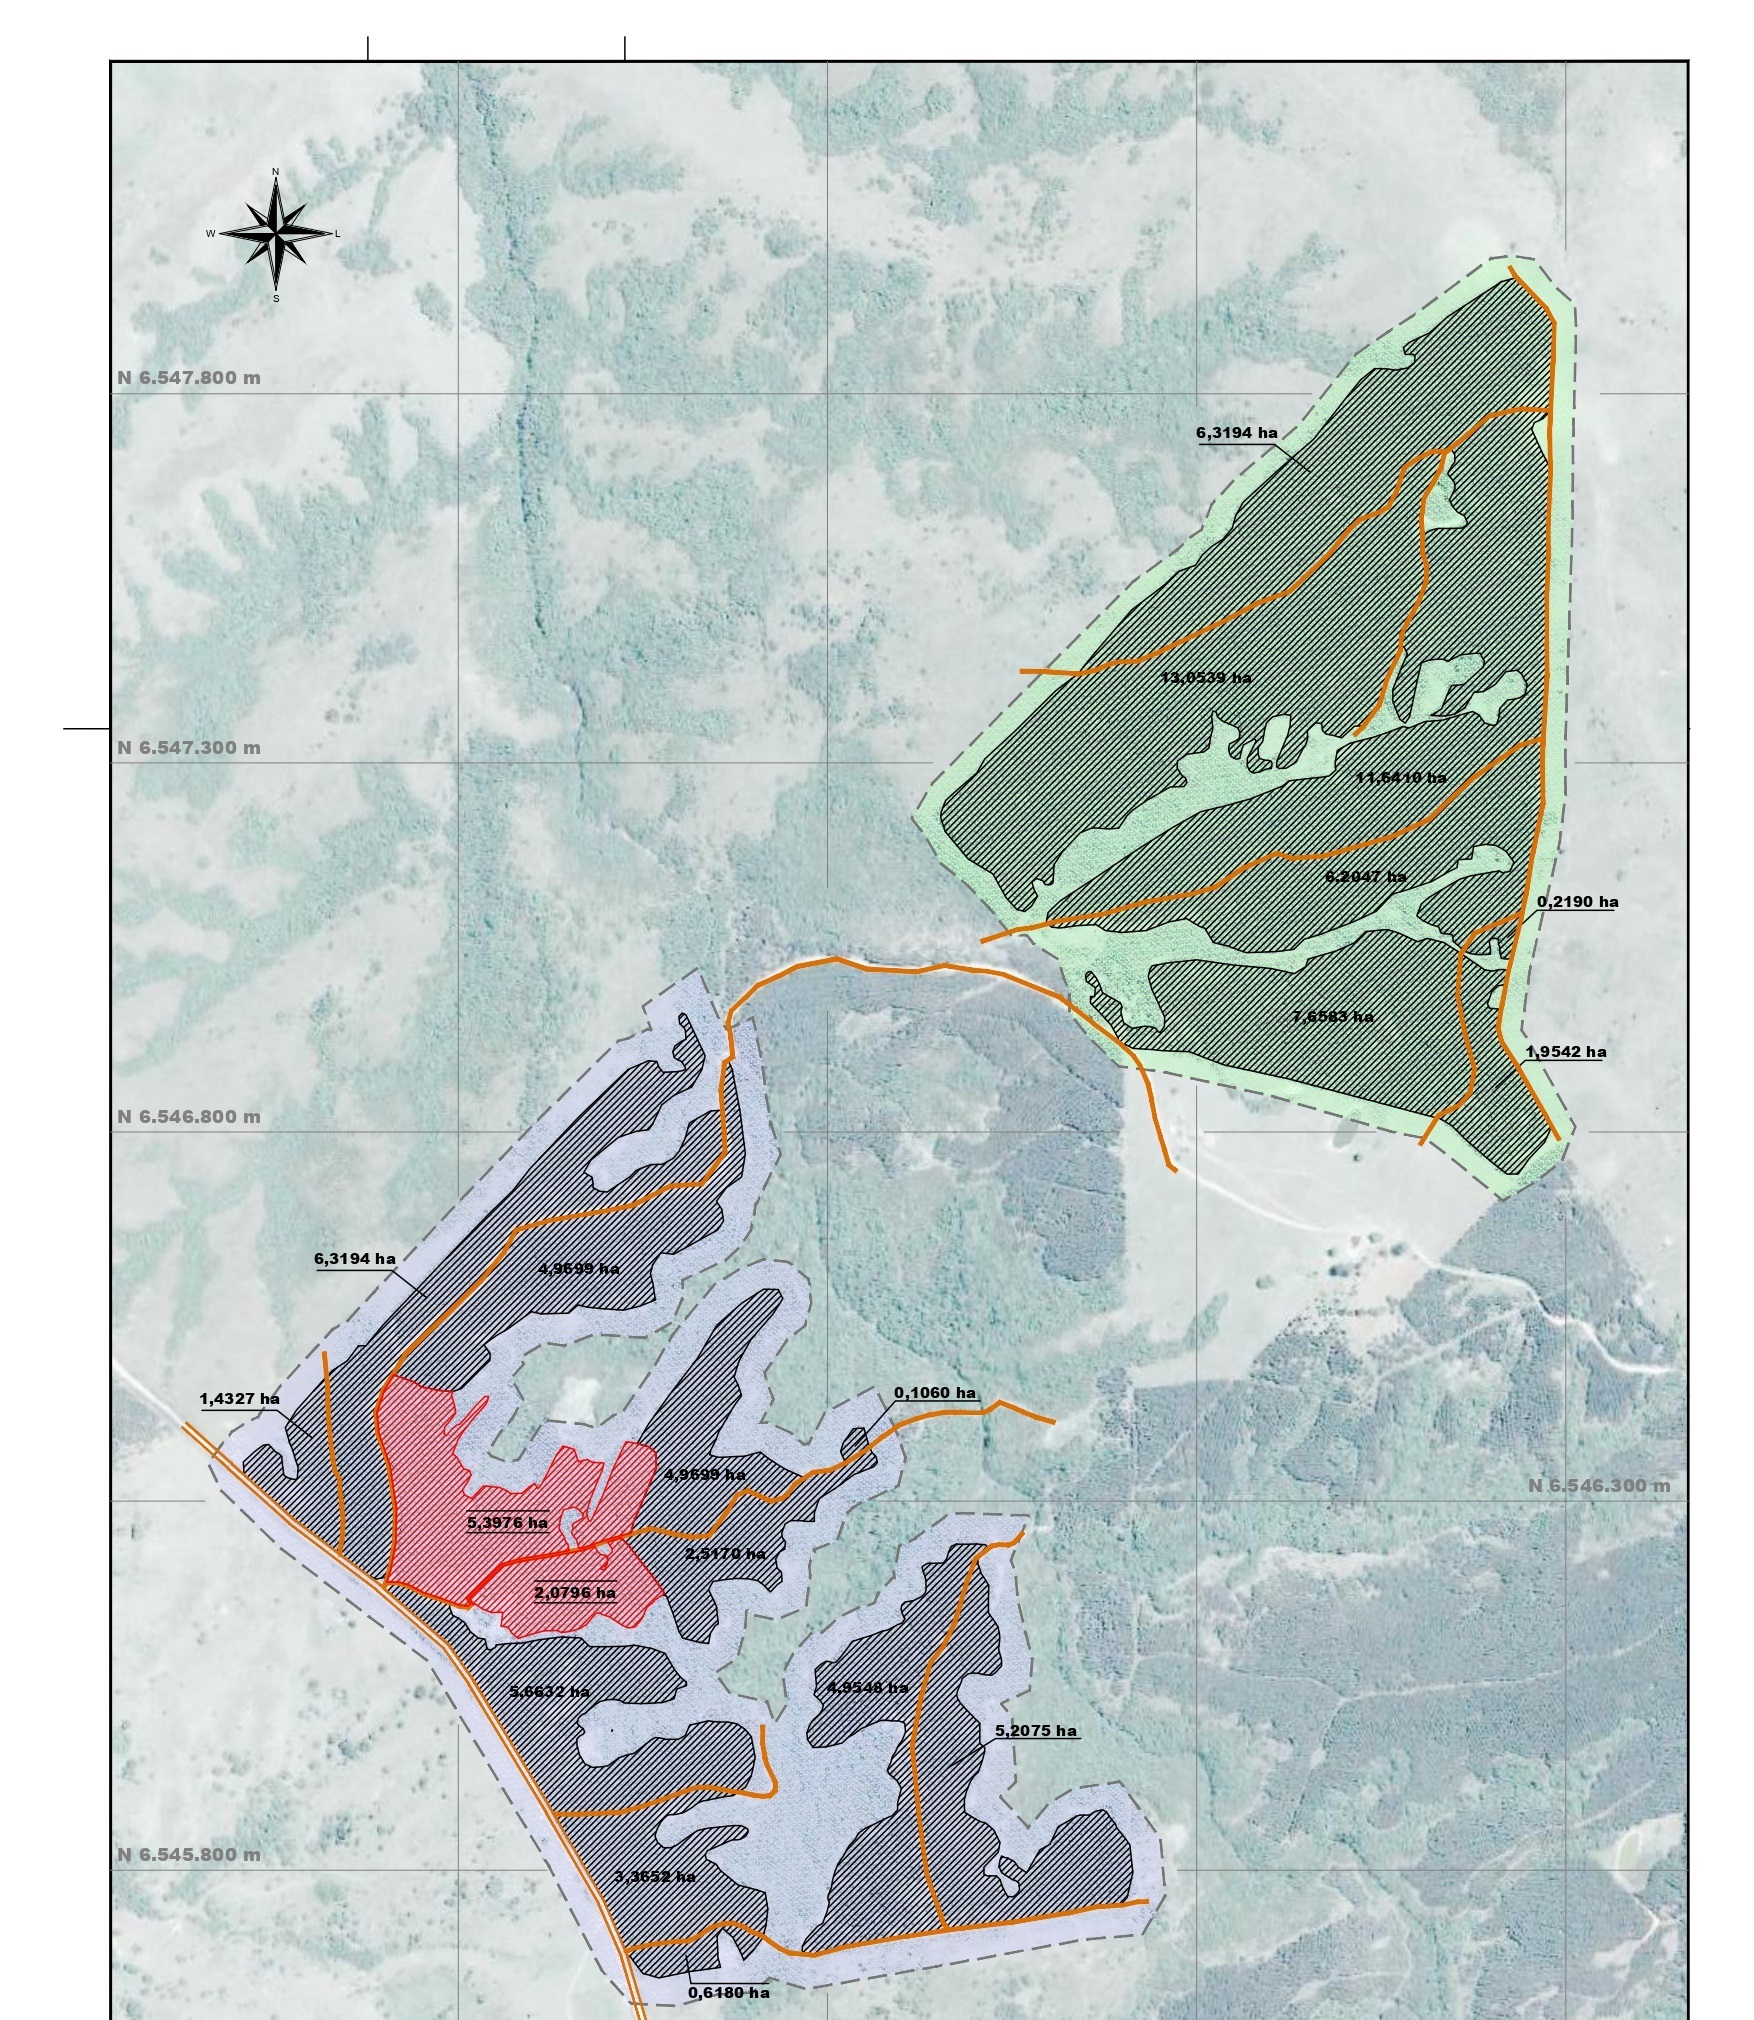 N
W
L
S
N 6.547.800 m
6,3194 ha
13,0539 ha
N 6.547.300 m
11,6410 ha
6,2047 ha
0,2190 ha
7,6583 ha
1,9542 ha
N 6.546.800 m
6,3194 ha
4,9699 ha
1,4327 ha
0,1060 ha
4,9699 ha
N 6.546.300 m
5,3976 ha
2,5170 ha
2,0796 ha
5,6632 ha
4,9548 ha
5,2075 ha
N 6.545.800 m
3,3652 ha
0,6180 ha